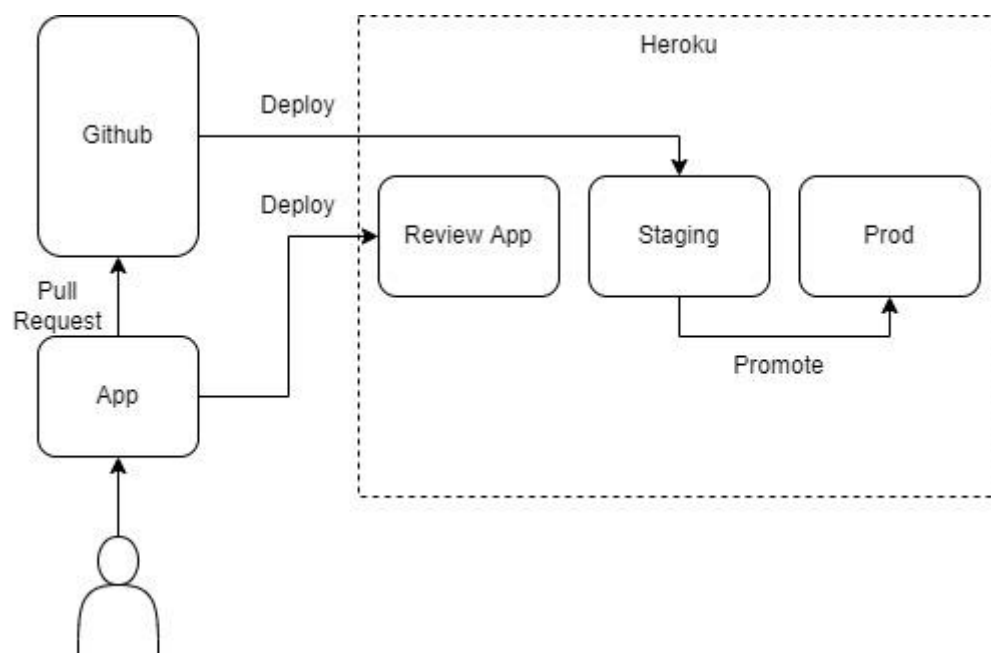 Heroku
Deploy
Github
Deploy
Review App
Staging
Prod
Pull
Request
Promote
App